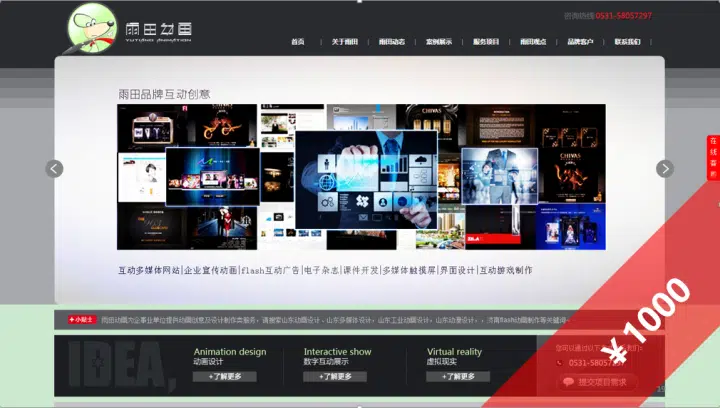 咨询热线:0531-58057297
雨田动画
YUTIAND ANIMATION
首页 | 关于雨田 | 雨田动态 | 案例展示 | 服务项目 | 雨田观点 | 品牌客户 | 联系我们 |
雨田品牌互动创意
CHIVAS
CHIVAS
互动多媒体网站|企业宣传动画|flash互动广告|电子杂志|课件开发|多媒体触摸屏|界面设计|互动游戏制作
在线客服
小贴士
雨田动画为企事业单位提供动画创意及设计制作类服务，请搜索山东动画设计，山东多媒体设计，山东工业动画设计，山东动漫设计，济南flash动画制作等关键词
IDEA,
Animation design
动画设计
+了解更多
Interactive show
数字互动展示
+了解更多
Virtual reality
虚拟现实
+了解更多
您可以通过以下
0531-58057297
提交项目需求
¥1000